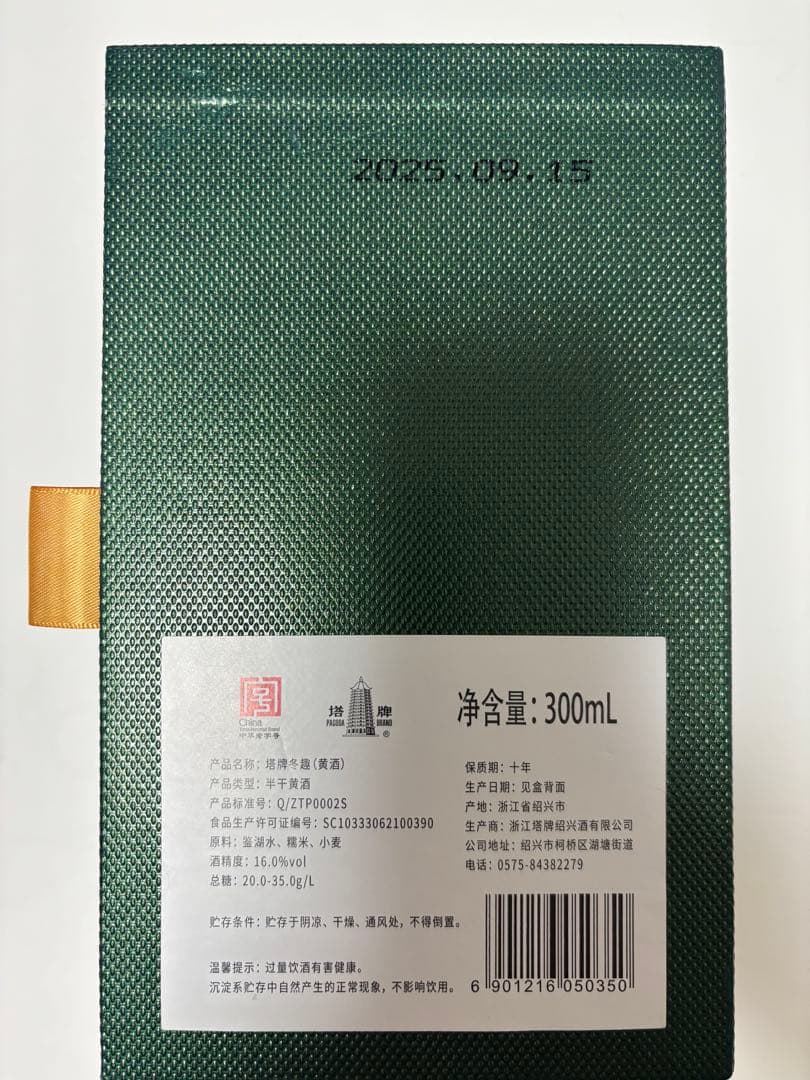 2025.09.15
China
中华老字号
塔牌
PAGODA BRAND
®
净含量：300mL
产品名称：塔牌冬趣（黄酒）
产品类型：半干黄酒
产品标准号：Q/ZTP0002S
食品生产许可证编号：SC10333062100390
原料：鉴湖水、糯米、小麦
酒精度：16.0%vol
总糖：20.0-35.0g/L
保质期：十年
生产日期：见盒背面
产地：浙江省绍兴市
生产商：浙江塔牌绍兴酒有限公司
公司地址：绍兴市柯桥区湖塘街道
电话：0575-84382279
贮存条件：贮存于阴凉、干燥、通风处，不得倒置。
温馨提示：过量饮酒有害健康。
沉淀系贮存中自然产生的正常现象，不影响饮用。
6 901216 050350